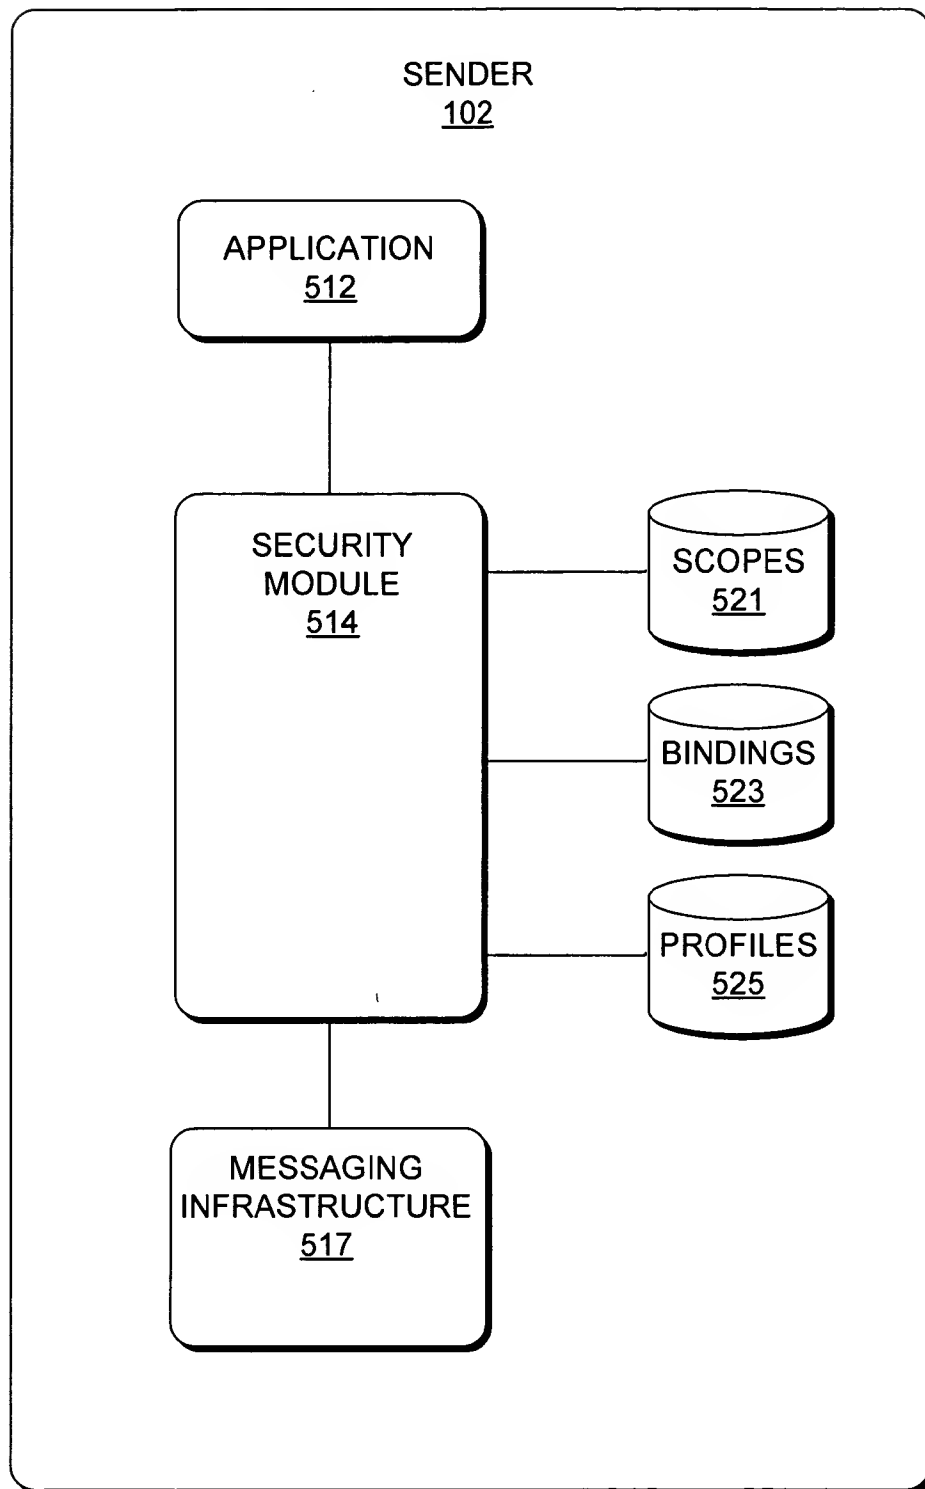 SENDER
102
APPLICATION
512
SECURITY
MODULE
514
SCOPES
521
BINDINGS
523
PROFILES
525
MESSAGING
INFRASTRUCTURE
517